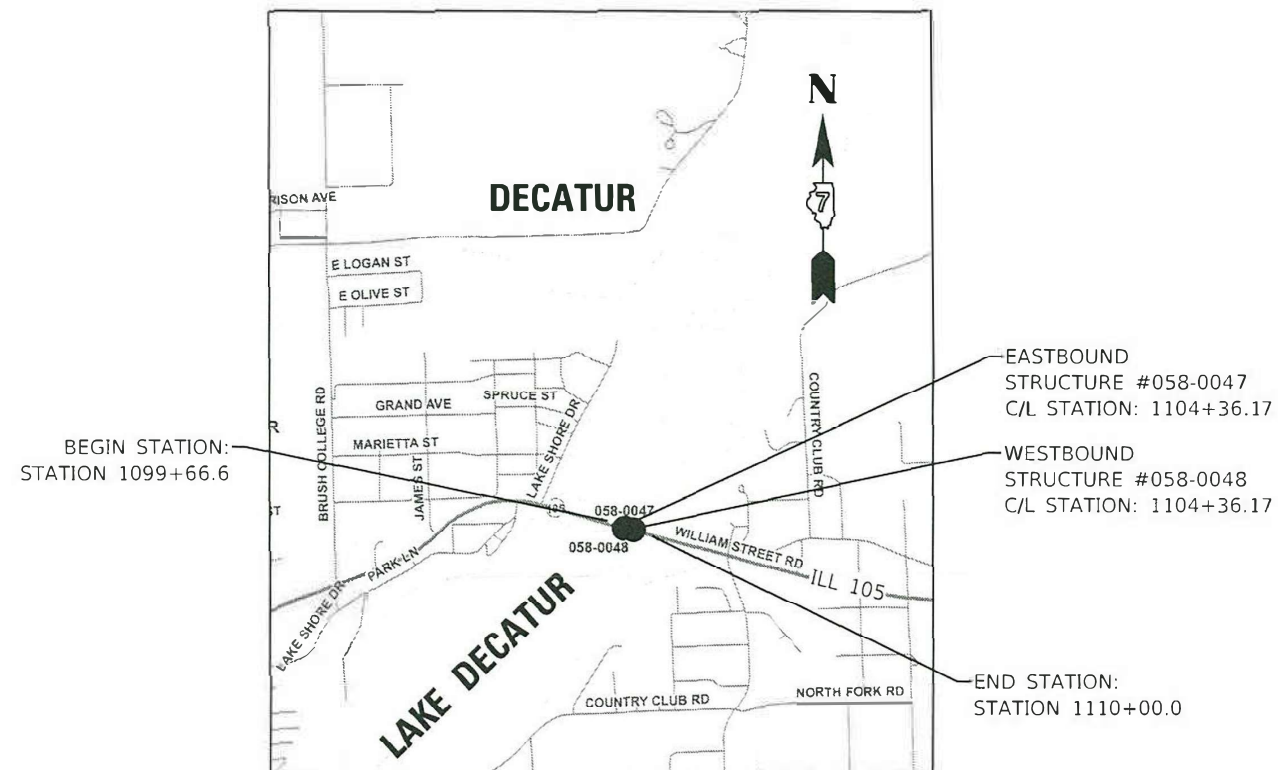 N
7
DECATUR
RISON AVE
E LOGAN ST
E OLIVE ST
GRAND AVE
SPRUCE ST
MARIETTA ST
BRUSH COLLEGE RD
JAMES ST
LAKE SHORE DR
COUNTRY CLUB RD
R
ST
BEGIN STATION:
STATION 1099+66.6
EASTBOUND
STRUCTURE #058-0047
C/L STATION: 1104+36.17
WESTBOUND
STRUCTURE #058-0048
C/L STATION: 1104+36.17
058-0047
058-0048
WILLIAM STREET RD
ILL 105
PARK LN
LAKE SHORE DR
LAKE DECATUR
COUNTRY CLUB RD
NORTH FORK RD
END STATION:
STATION 1110+00.0